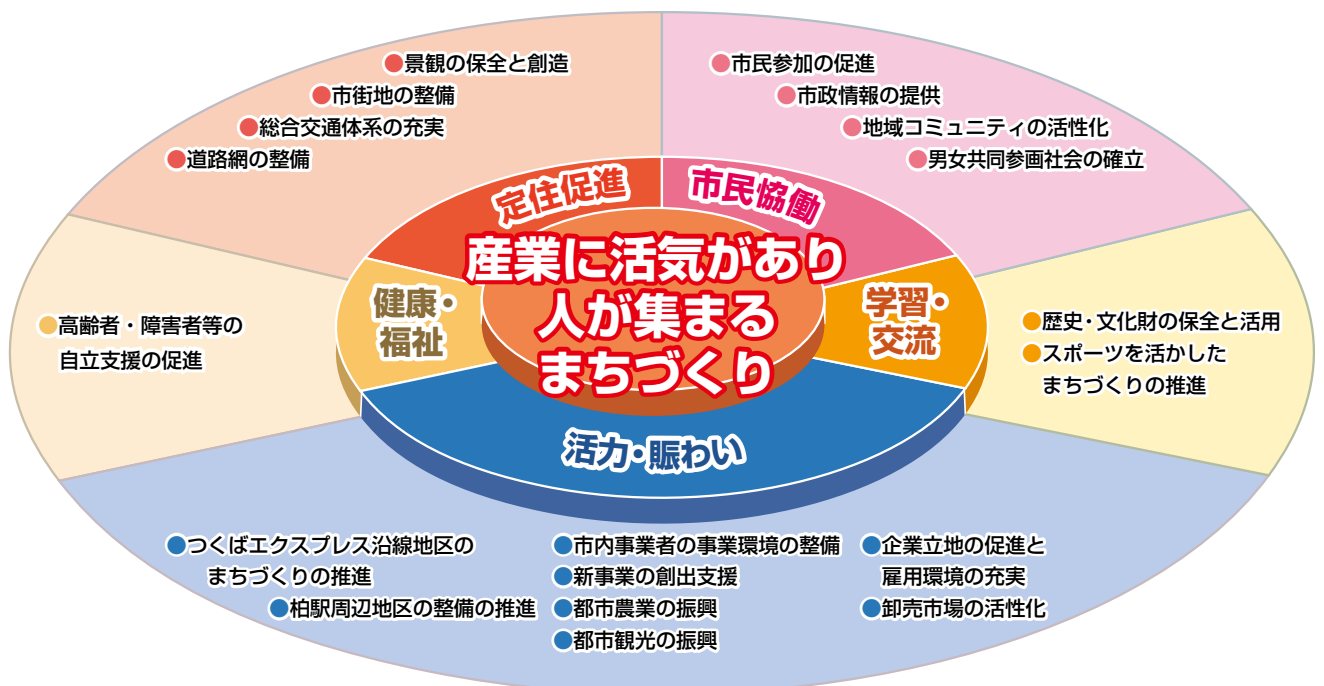 ●景観の保全と創造
●市街地の整備
●総合交通体系の充実
●道路網の整備
●市民参加の促進
●市政情報の提供
●地域コミュニティの活性化
●男女共同参画社会の確立
定住促進
市民協働
産業に活気があり
人が集まる
まちづくり
健康・
福祉
学習・
交流
●高齢者・障害者等の
自立支援の促進
●歴史・文化財の保全と活用
●スポーツを活かした
まちづくりの推進
活力・賑わい
●つくばエクスプレス沿線地区の
まちづくりの推進
●柏駅周辺地区の整備の推進
●市内事業者の事業環境の整備
●新事業の創出支援
●都市農業の振興
●都市観光の振興
●企業立地の促進と
雇用環境の充実
●卸売市場の活性化